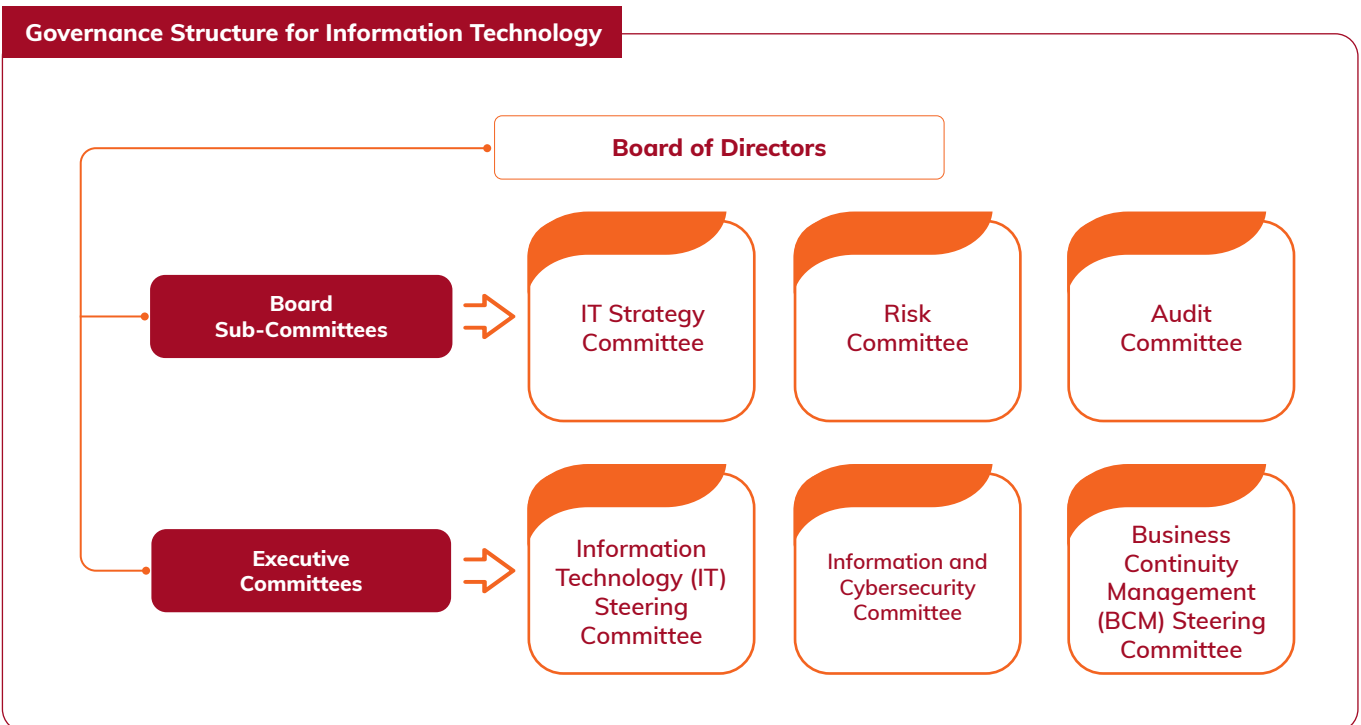 Governance Structure for Information Technology
Board of Directors
Board
Sub-Committees
IT Strategy
Committee
Risk
Committee
Audit
Committee
Executive
Committees
Information
Technology (IT)
Steering
Committee
Information and
Cybersecurity
Committee
Business
Continuity
Management
(BCM) Steering
Committee